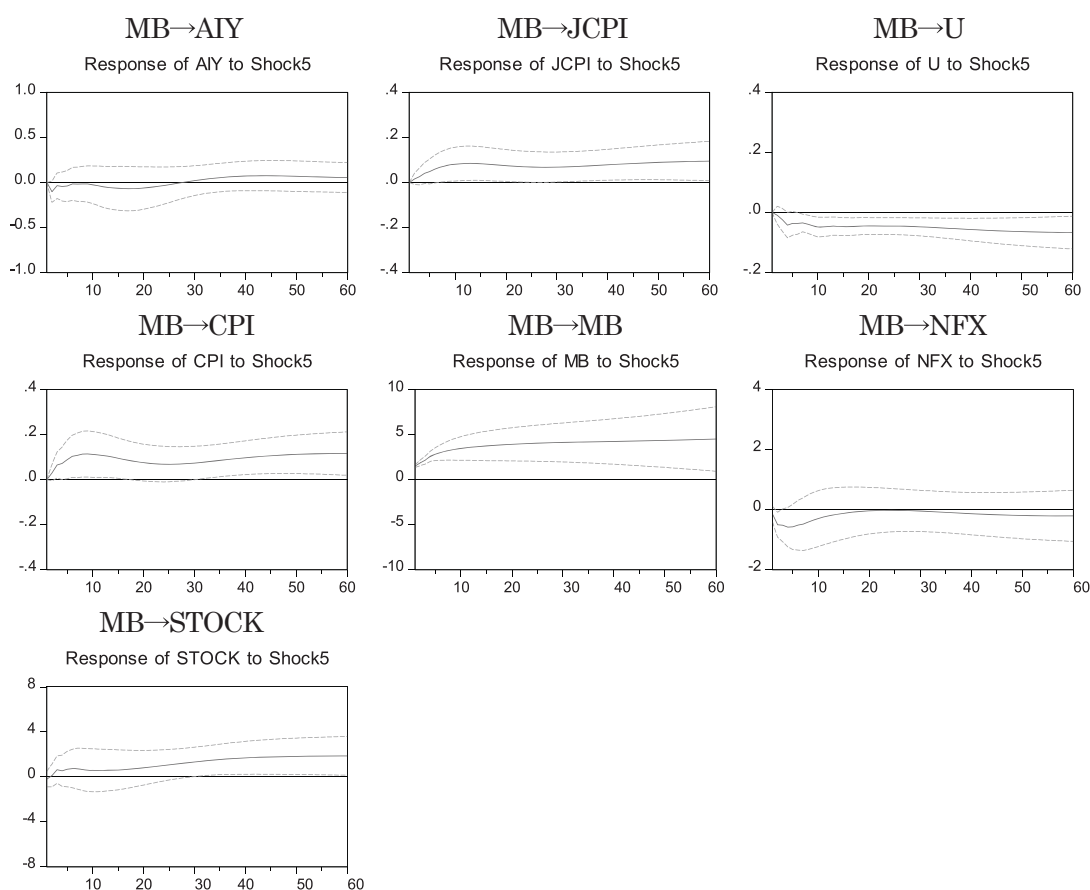 MB→AIY
Response of AIY to Shock5
1.0
0.5
0.0
-0.5
-1.0
10 20 30 40 50 60
MB→JCPI
Response of JCPI to Shock5
.4
.2
.0
-.2
-.4
10 20 30 40 50 60
MB→U
Response of U to Shock5
.4
.2
.0
-.2
10 20 30 40 50 60
MB→CPI
Response of CPI to Shock5
.4
.2
.0
-.2
-.4
10 20 30 40 50 60
MB→MB
Response of MB to Shock5
10
5
0
-5
-10
10 20 30 40 50 60
MB→NFX
Response of NFX to Shock5
4
2
0
-2
10 20 30 40 50 60
MB→STOCK
Response of STOCK to Shock5
8
4
0
-4
-8
10 20 30 40 50 60